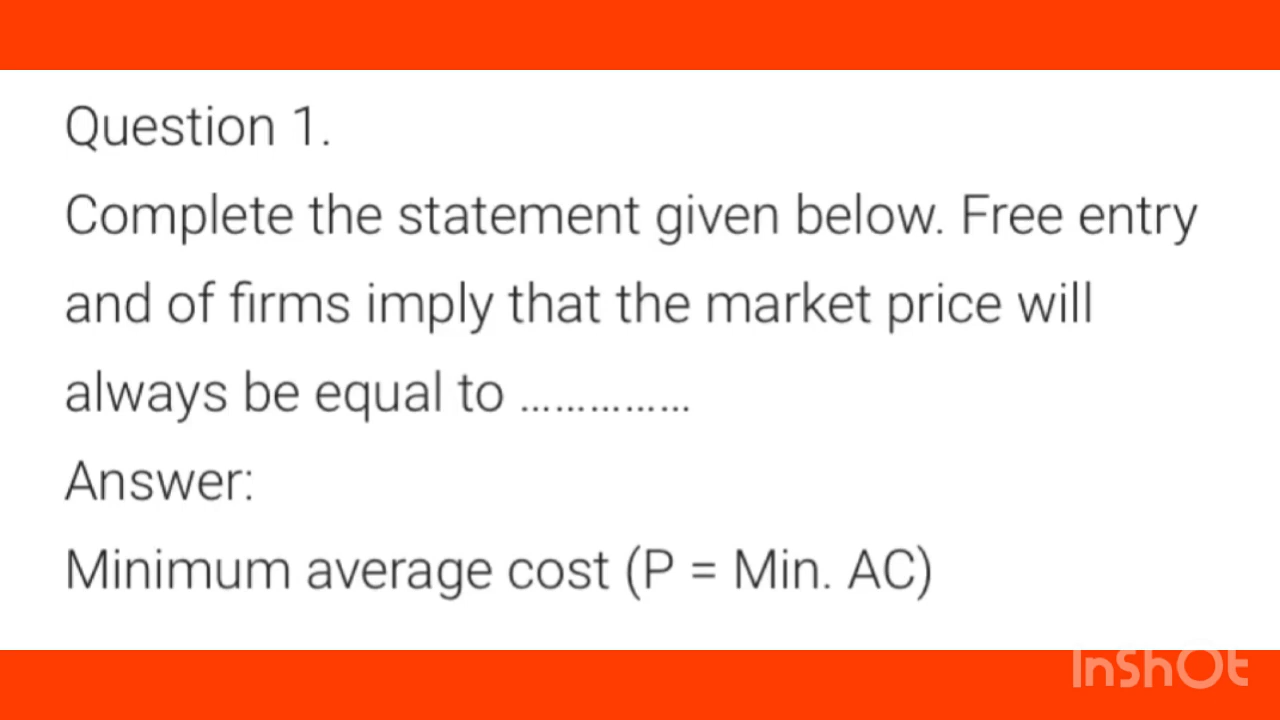 Question 1.
Complete the statement given below. Free entry
and of firms imply that the market price will
always be equal to ...............
Answer:
Minimum average cost (P = Min. AC)
InShOt